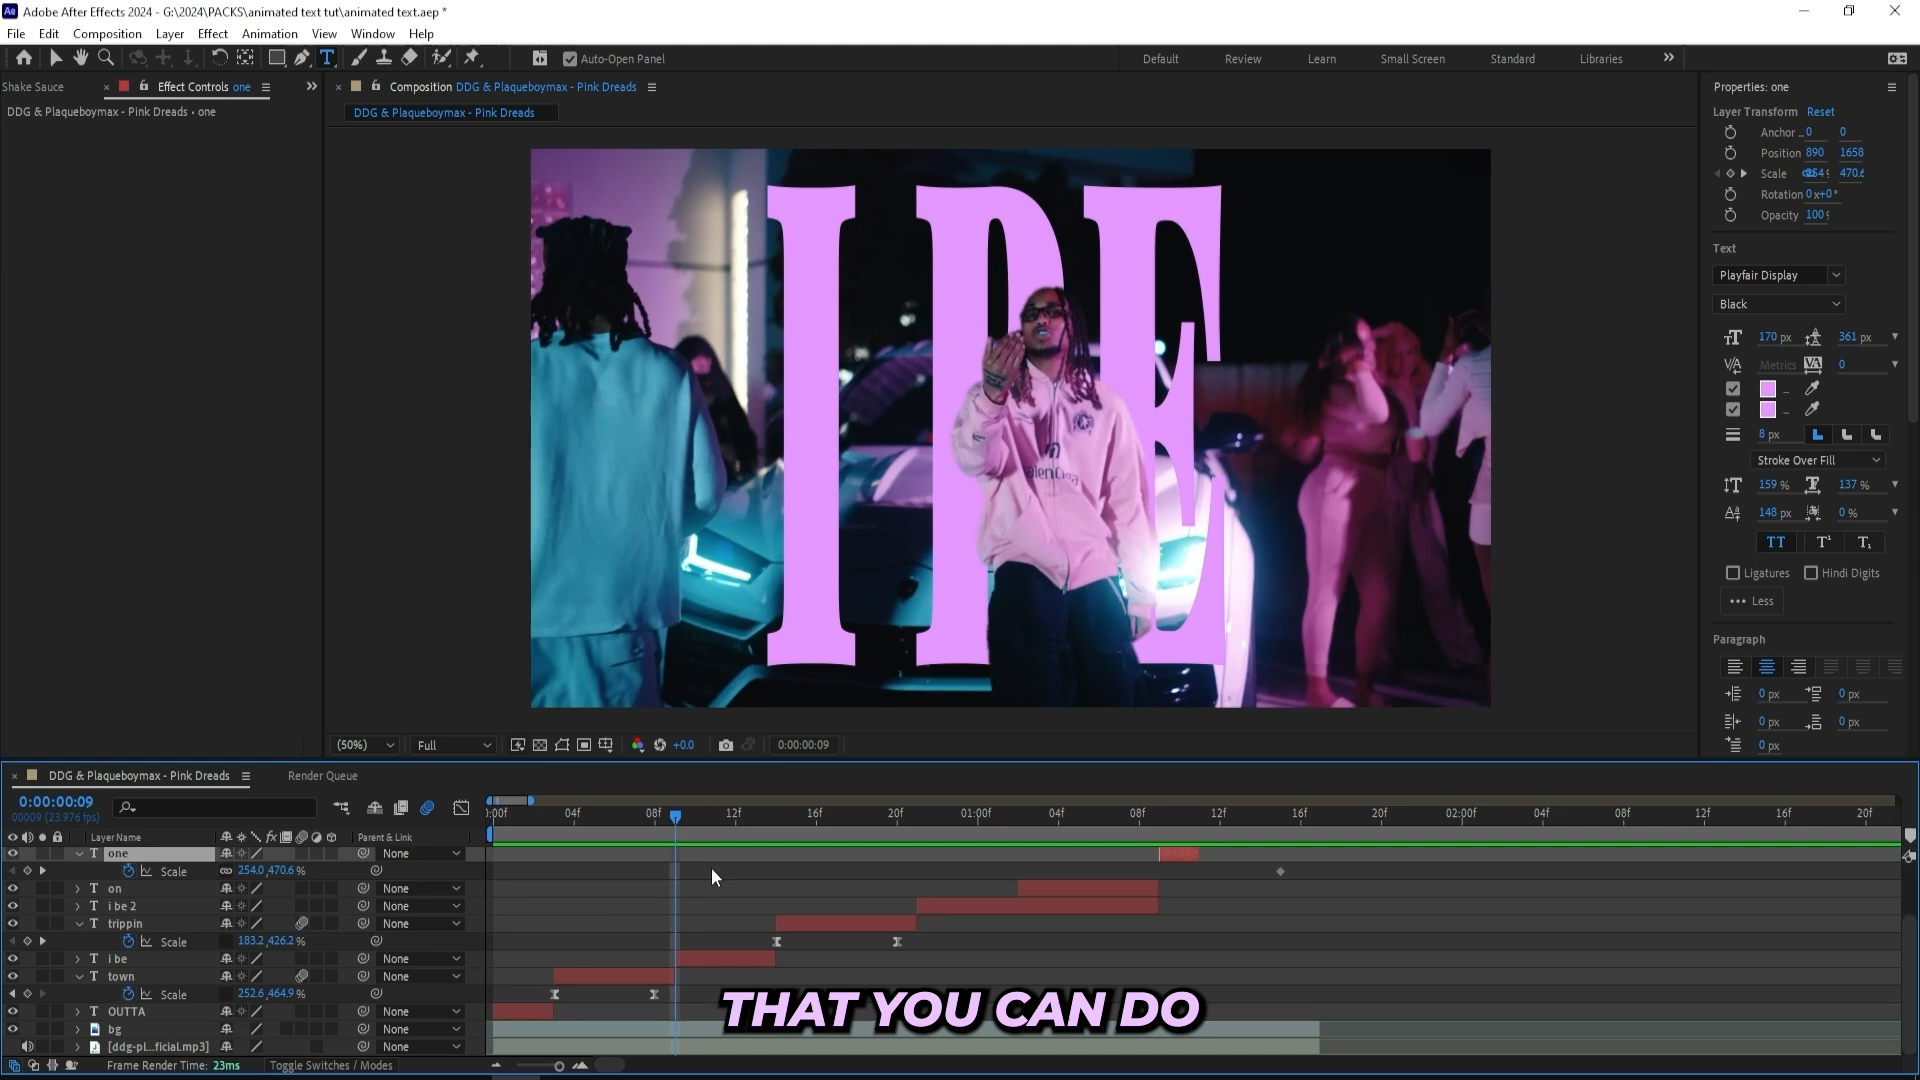 Adobe After Effects 2024 - G:\2024\PACKS\animated text tut\animated text.aep *
File Edit Composition Layer Effect Animation View Window Help
Auto-Open Panel
Default Review Learn Small Screen Standard Libraries
Shake Sauce
Effect Controls one
DDG & Plaqueboymax - Pink Dreads • one
Composition DDG & Plaqueboymax - Pink Dreads
DDG & Plaqueboymax - Pink Dreads
I BE
(50%) Full +0.0 0:00:00:09
Properties: one
Layer Transform Reset
Anchor ... 0 0
Position 890 1658
Scale 254 470.6
Rotation 0x+0°
Opacity 100
Text
Playfair Display
Black
170 px 361 px
Metrics 0
8 px
Stroke Over Fill
159 % 137 %
148 px 0 %
TT T¹ T₁
Ligatures Hindi Digits
••• Less
Paragraph
0 px 0 px
0 px 0 px
0 px
DDG & Plaqueboymax - Pink Dreads
Render Queue
0:00:00:09
00009 (23.976 fps)
:00f 04f 08f 12f 16f 20f 01:00f 04f 08f 12f 16f 20f 02:00f 04f 08f 12f 16f 20f
Layer Name fx Parent & Link
T one None
Scale 254.0,470.6 %
T on None
T i be 2 None
T trippin None
Scale 183.2,426.2 %
T i be None
T town None
Scale 252.6,464.9 %
T OUTTA None
bg None
[ddg-pl...ficial.mp3] None
THAT YOU CAN DO
Frame Render Time: 23ms Toggle Switches / Modes